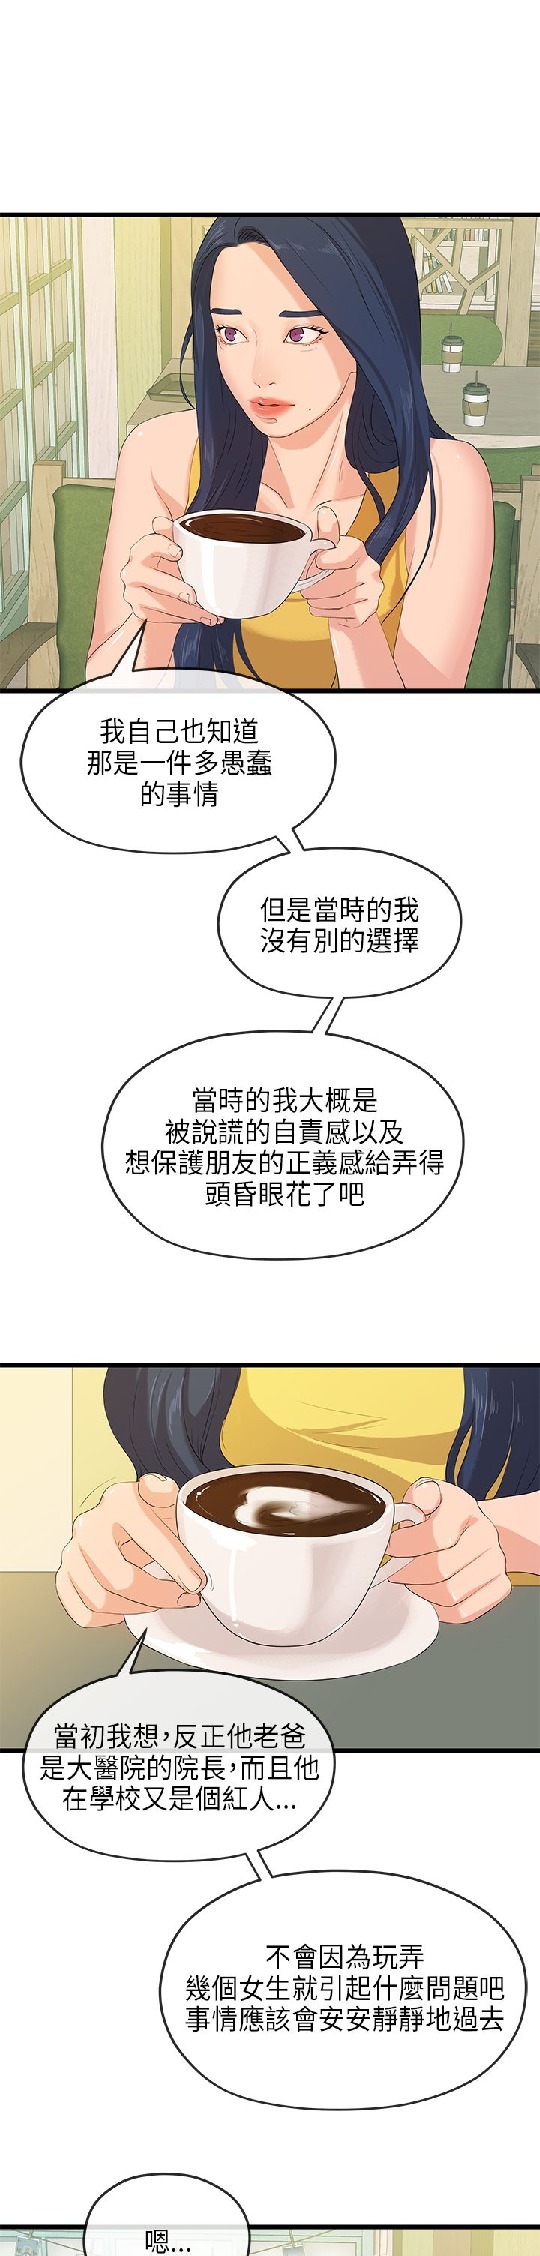 我自己也知道
那是一件多愚蠢
的事情
但是當時的我
沒有別的選擇
當時的我大概是
被說謊的自責感以及
想保護朋友的正義感給弄得
頭昏眼花了吧
當初我想，反正他老爸
是大醫院的院長，而且他
在學校又是個紅人...
不會因為玩弄
幾個女生就引起什麼問題吧
事情應該會安安靜靜地過去
嗯...